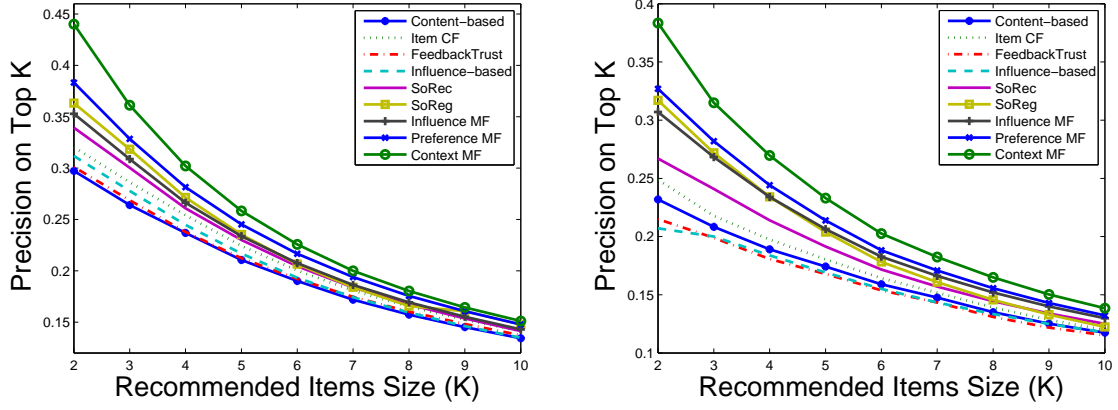 Precision on Top K
0.45
0.4
0.35
0.3
0.25
0.2
0.15
2 3 4 5 6 7 8 9 10
Recommended Items Size (K)
Content−based
Item CF
FeedbackTrust
Influence−based
SoRec
SoReg
Influence MF
Preference MF
Context MF
Precision on Top K
0.4
0.35
0.3
0.25
0.2
0.15
0.1
2 3 4 5 6 7 8 9 10
Recommended Items Size (K)
Content−based
Item CF
FeedbackTrust
Influence−based
SoRec
SoReg
Influence MF
Preference MF
Context MF